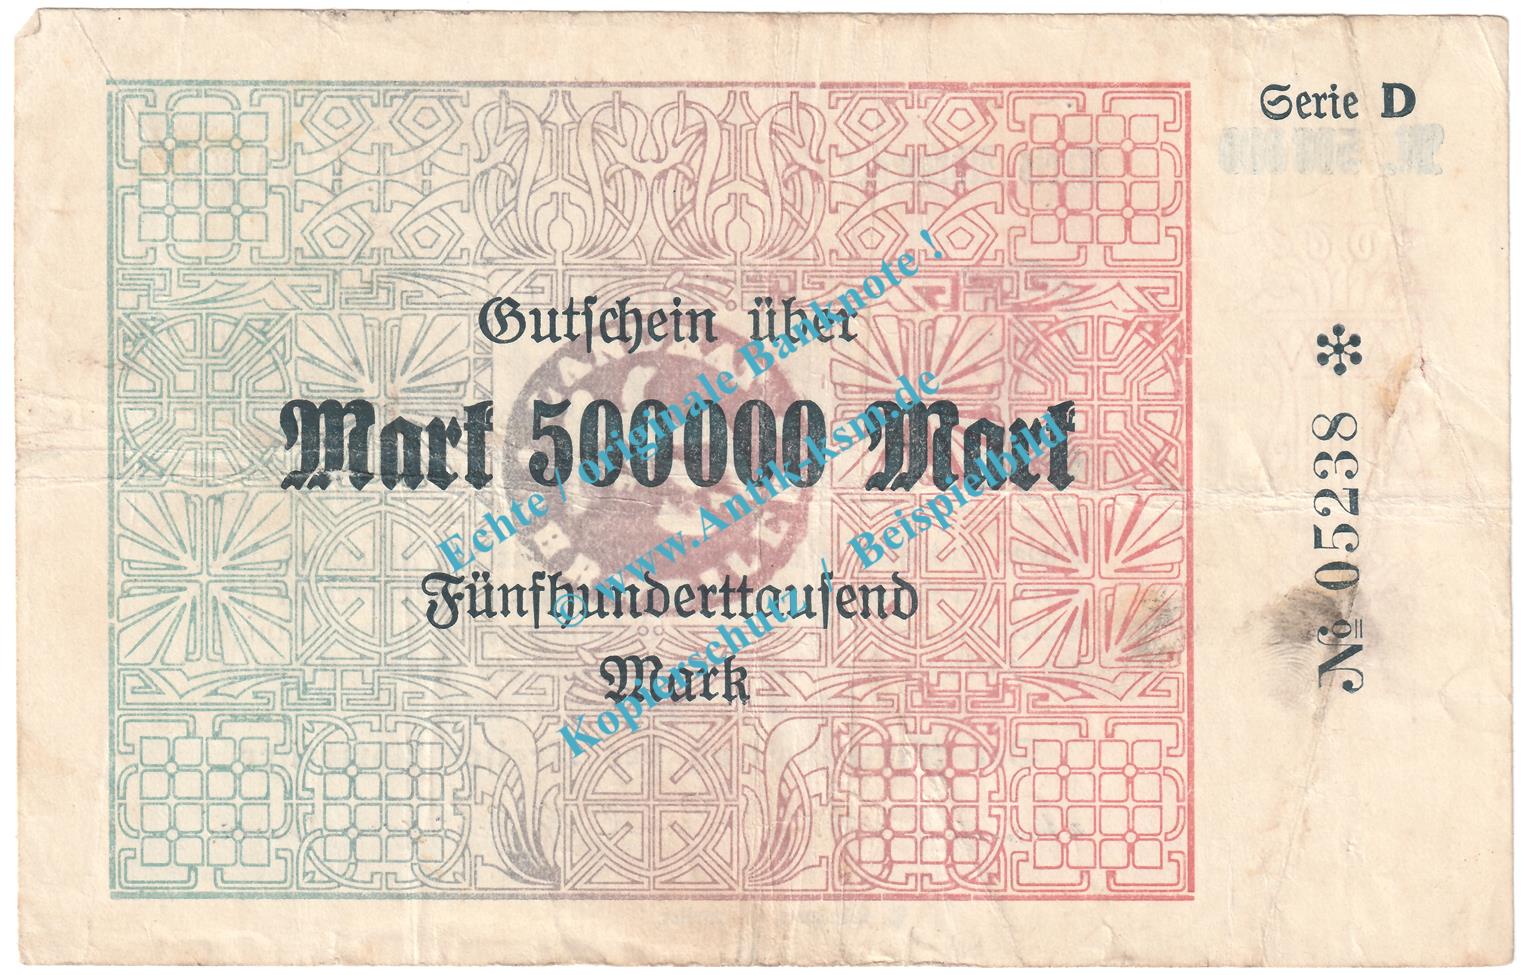 Serie D
Gutschein über
Mark 500000 Mark
Fünfhunderttausend
Mark
№ 05238 *
Echte / originale Banknote !
© www.Antik-ksm.de
Kopierschutz / Beispielbild